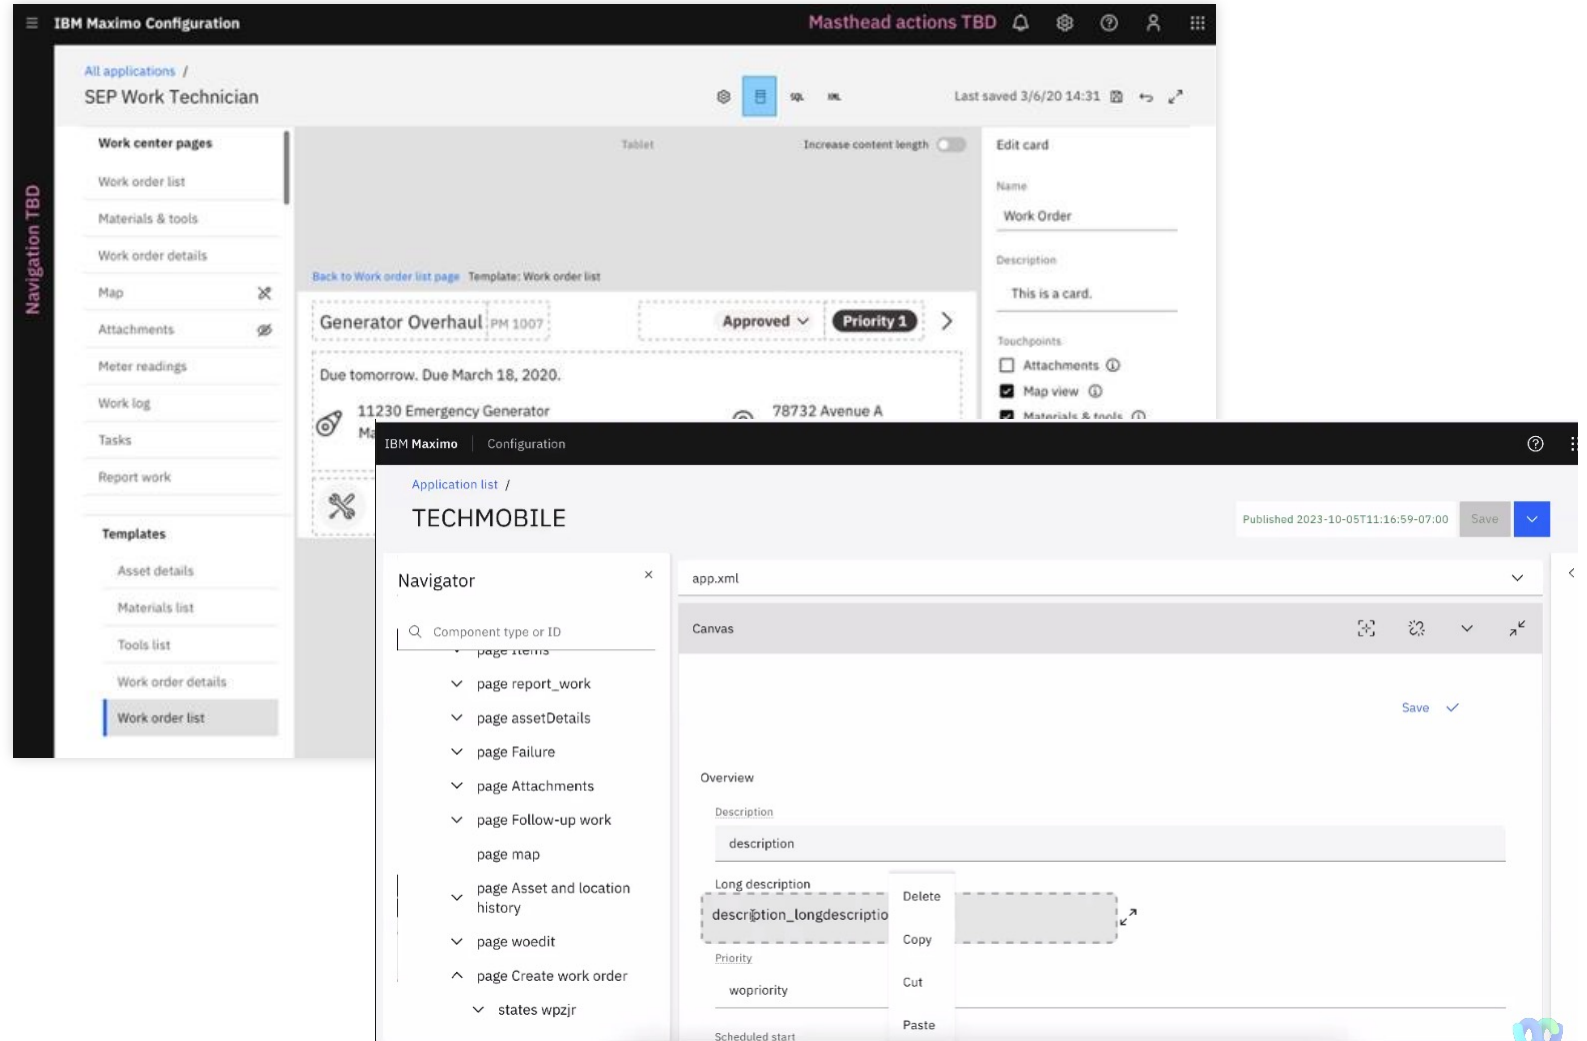 IBM Maximo Configuration
Masthead actions TBD
Navigation TBD
All applications /
SEP Work Technician
SQL
XML
Last saved 3/6/20 14:31
Work center pages
Work order list
Materials & tools
Work order details
Map
Attachments
Meter readings
Work log
Tasks
Report work
Templates
Asset details
Materials list
Tools list
Work order details
Work order list
Tablet
Increase content length
Back to Work order list page Template: Work order list
Generator Overhaul PM 1007
Approved
Priority 1
Due tomorrow. Due March 18, 2020.
11230 Emergency Generator
Ma
78732 Avenue A
Edit card
Name
Work Order
Description
This is a card.
Touchpoints
Attachments
Map view
Materials & tools
IBM Maximo Configuration
Application list /
TECHMOBILE
Published 2023-10-05T11:16:59-07:00
Save
Navigator
Component type or ID
page Items
page report_work
page assetDetails
page Failure
page Attachments
page Follow-up work
page map
page Asset and location
history
page woedit
page Create work order
states wpzjr
app.xml
Canvas
Save
Overview
Description
description
Long description
description_longdescriptio
Priority
wopriority
Scheduled start
Delete
Copy
Cut
Paste